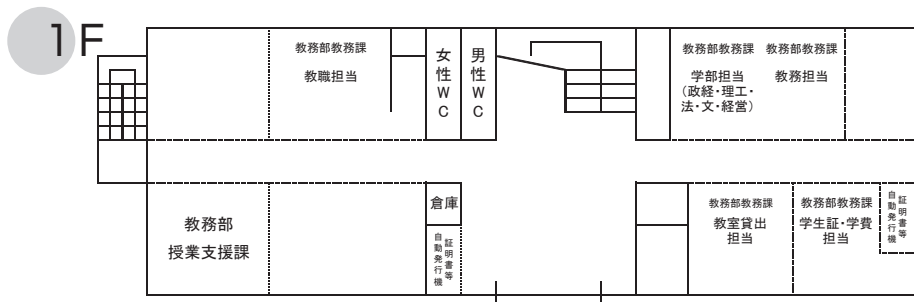 1F
教務部教務課
教職担当
女性WC
男性WC
教務部教務課
学部担当
(政経・理工・
法・文・経営)
教務部教務課
教務担当
教務部
授業支援課
倉庫
証明書等
自動発行機
教務部教務課
教室貸出
担当
教務部教務課
学生証・学費
担当
証明書等
自動発行機